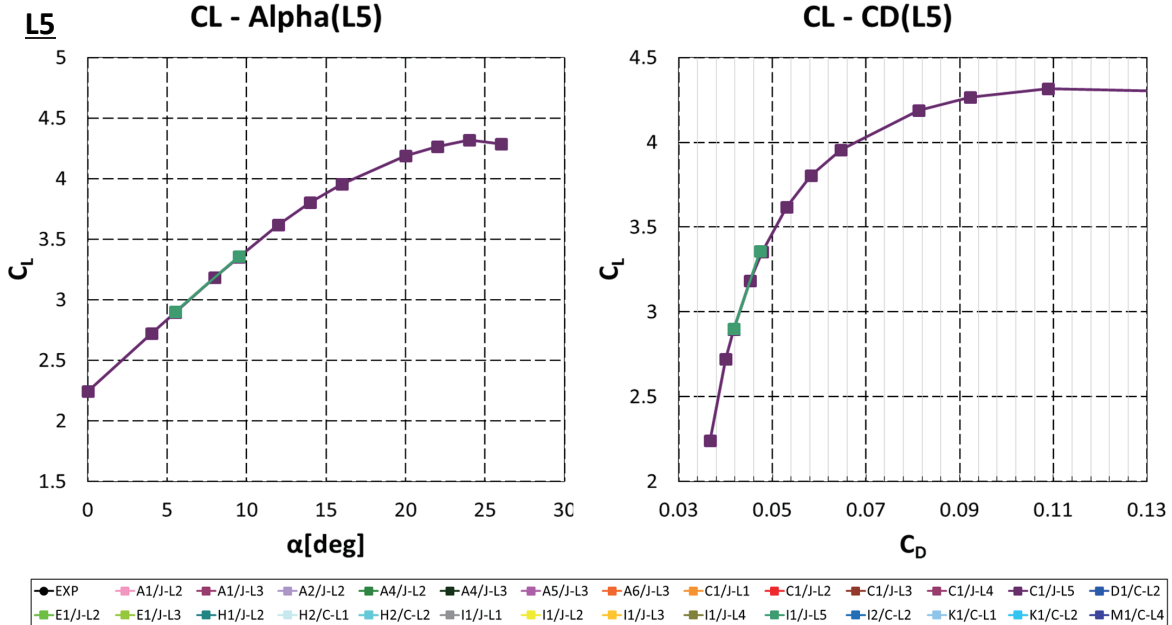 L5
CL - Alpha(L5)
5
4.5
4
3.5
3
2.5
2
1.5
CL
0 5 10 15 20 25 30
α[deg]
CL - CD(L5)
4.5
4
3.5
3
2.5
2
CL
0.03 0.05 0.07 0.09 0.11 0.13
CD
EXP A1/J-L2 A1/J-L3 A2/J-L2 A4/J-L2 A4/J-L3 A5/J-L3 A6/J-L3 C1/J-L1 C1/J-L2 C1/J-L3 C1/J-L4 C1/J-L5 D1/C-L2
E1/J-L2 E1/J-L3 H1/J-L2 H2/C-L1 H2/C-L2 I1/J-L1 I1/J-L2 I1/J-L3 I1/J-L4 I1/J-L5 I2/C-L2 K1/C-L1 K1/C-L2 M1/C-L4